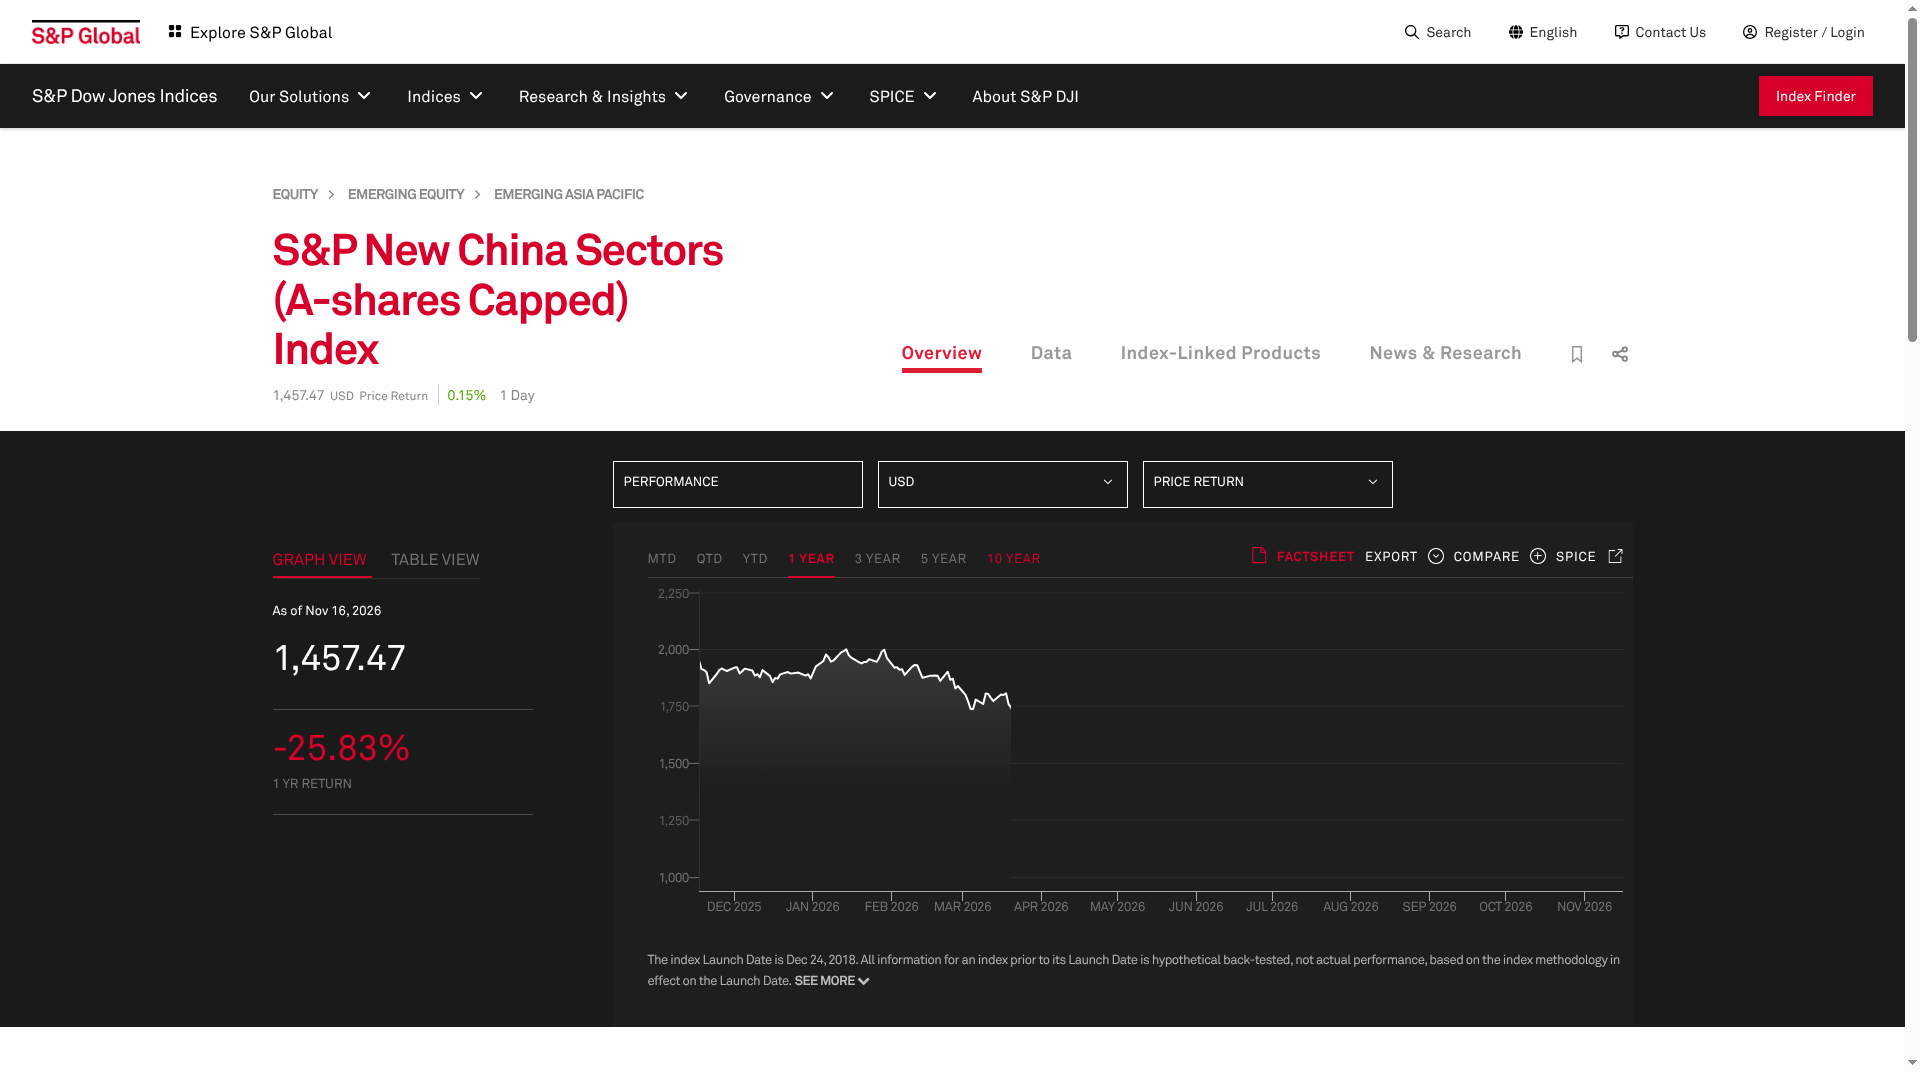 S&P Global
Explore S&P Global
Search
English
Contact Us
Register / Login
S&P Dow Jones Indices
Our Solutions
Indices
Research & Insights
Governance
SPICE
About S&P DJI
Index Finder
EQUITY
EMERGING EQUITY
EMERGING ASIA PACIFIC
S&P New China Sectors
(A-shares Capped)
Index
1,457.47 USD Price Return 0.15% 1 Day
Overview
Data
Index-Linked Products
News & Research
PERFORMANCE
USD
PRICE RETURN
GRAPH VIEW
TABLE VIEW
As of Nov 16, 2026
1,457.47
-25.83%
1 YR RETURN
MTD
QTD
YTD
1 YEAR
3 YEAR
5 YEAR
10 YEAR
FACTSHEET
EXPORT
COMPARE
SPICE
2,250
2,000
1,750
1,500
1,250
1,000
DEC 2025
JAN 2026
FEB 2026
MAR 2026
APR 2026
MAY 2026
JUN 2026
JUL 2026
AUG 2026
SEP 2026
OCT 2026
NOV 2026
The index Launch Date is Dec 24, 2018. All information for an index prior to its Launch Date is hypothetical back-tested, not actual performance, based on the index methodology in
effect on the Launch Date. SEE MORE